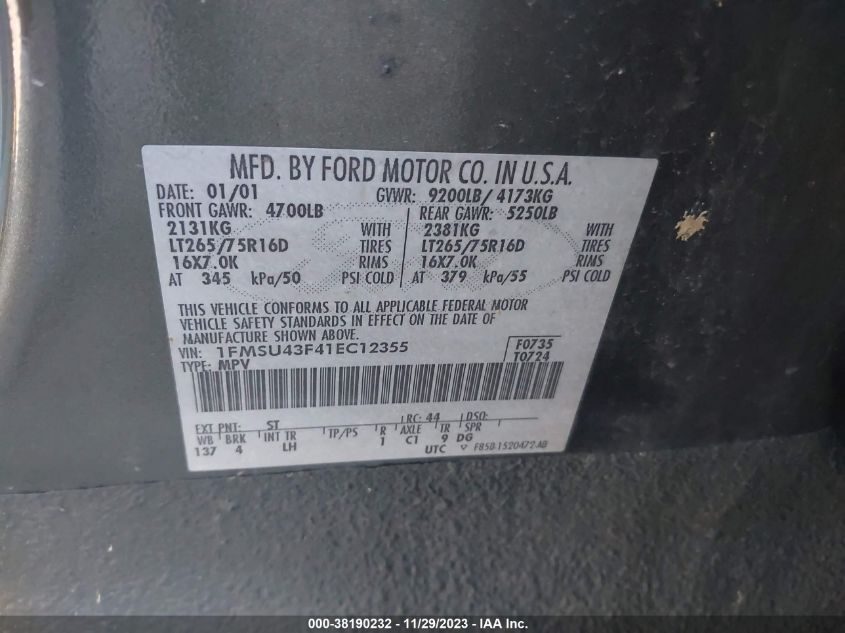 MFD. BY FORD MOTOR CO. IN U.S.A.
DATE: 01/01 GVWR: 9200LB/ 4173KG
FRONT GAWR: 4700LB REAR GAWR: 5250LB
2131KG WITH 2381KG WITH
LT265/75R16D TIRES LT265/75R16D TIRES
16X7.0K RIMS 16X7.0K RIMS
AT 345 kPa/50 PSI COLD AT 379 kPa/55 PSI COLD
THIS VEHICLE CONFORMS TO ALL APPLICABLE FEDERAL MOTOR
VEHICLE SAFETY STANDARDS IN EFFECT ON THE DATE OF
MANUFACTURE SHOWN ABOVE.
VIN: 1FMSU43F41EC12355 F0735
TYPE: MPV T0724
EXT PNT: ST RC: 44 DSO:
WB BRK INT TR TP/PS R AXLE TR SPR
137 4 LH 1 C1 9 DG
UTC F85B-1520472-AB
000-38190232 - 11/29/2023 - IAA Inc.